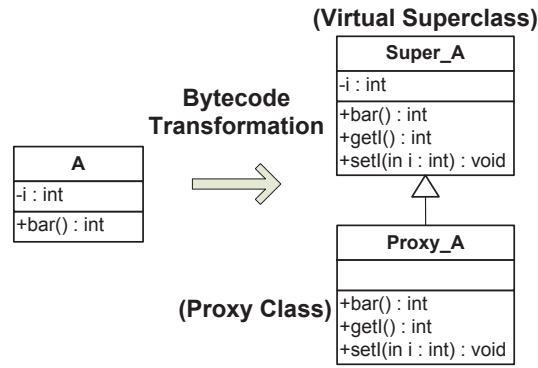 (Virtual Superclass)
Super_A
-i : int
+bar() : int
+getI() : int
+setI(in i : int) : void
Bytecode
Transformation
A
-i : int
+bar() : int
Proxy_A
(Proxy Class)
+bar() : int
+getI() : int
+setI(in i : int) : void